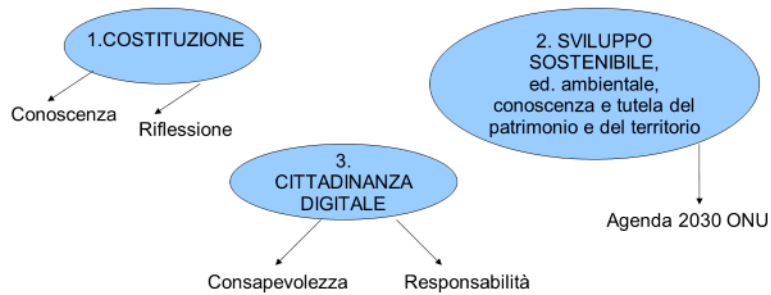 1.COSTITUZIONE
Conoscenza
Riflessione
2. SVILUPPO
SOSTENIBILE,
ed. ambientale,
conoscenza e tutela del
patrimonio e del territorio
Agenda 2030 ONU
3.
CITTADINANZA
DIGITALE
Consapevolezza
Responsabilità